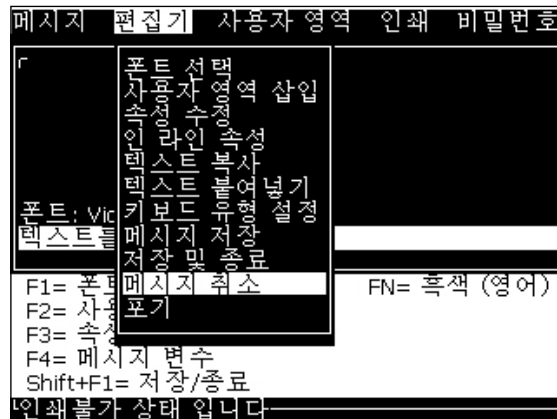 메시지 편집기 사용자 영역 인쇄 비밀번호
폰트 선택
사용자 영역 삽입
속성 수정
인 라인 속성
텍스트 복사
텍스트 붙여넣기
키보드 유형 설정
메시지 저장
저장 및 종료
메시지 취소
포기
폰트: Vid
텍스트를
F1= 폰트
FN= 흑색 (영어)
F2= 사용
F3= 속성
F4= 메시지 변수
Shift+F1= 저장/종료
인쇄불가 상태 입니다